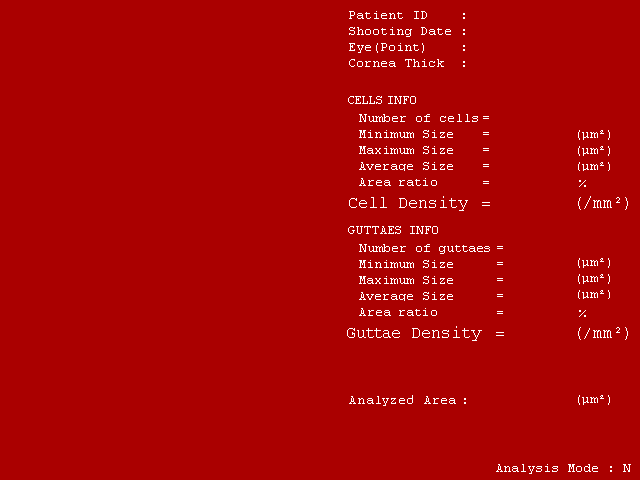 Patient ID :
Shooting Date :
Eye(Point) :
Cornea Thick :
CELLS INFO
Number of cells =
Minimum Size = (µm²)
Maximum Size = (µm²)
Average Size = (µm²)
Area ratio = %
Cell Density = (/mm²)
GUTTAES INFO
Number of guttaes =
Minimum Size = (µm²)
Maximum Size = (µm²)
Average Size = (µm²)
Area ratio = %
Guttae Density = (/mm²)
Analyzed Area : (µm²)
Analysis Mode : N